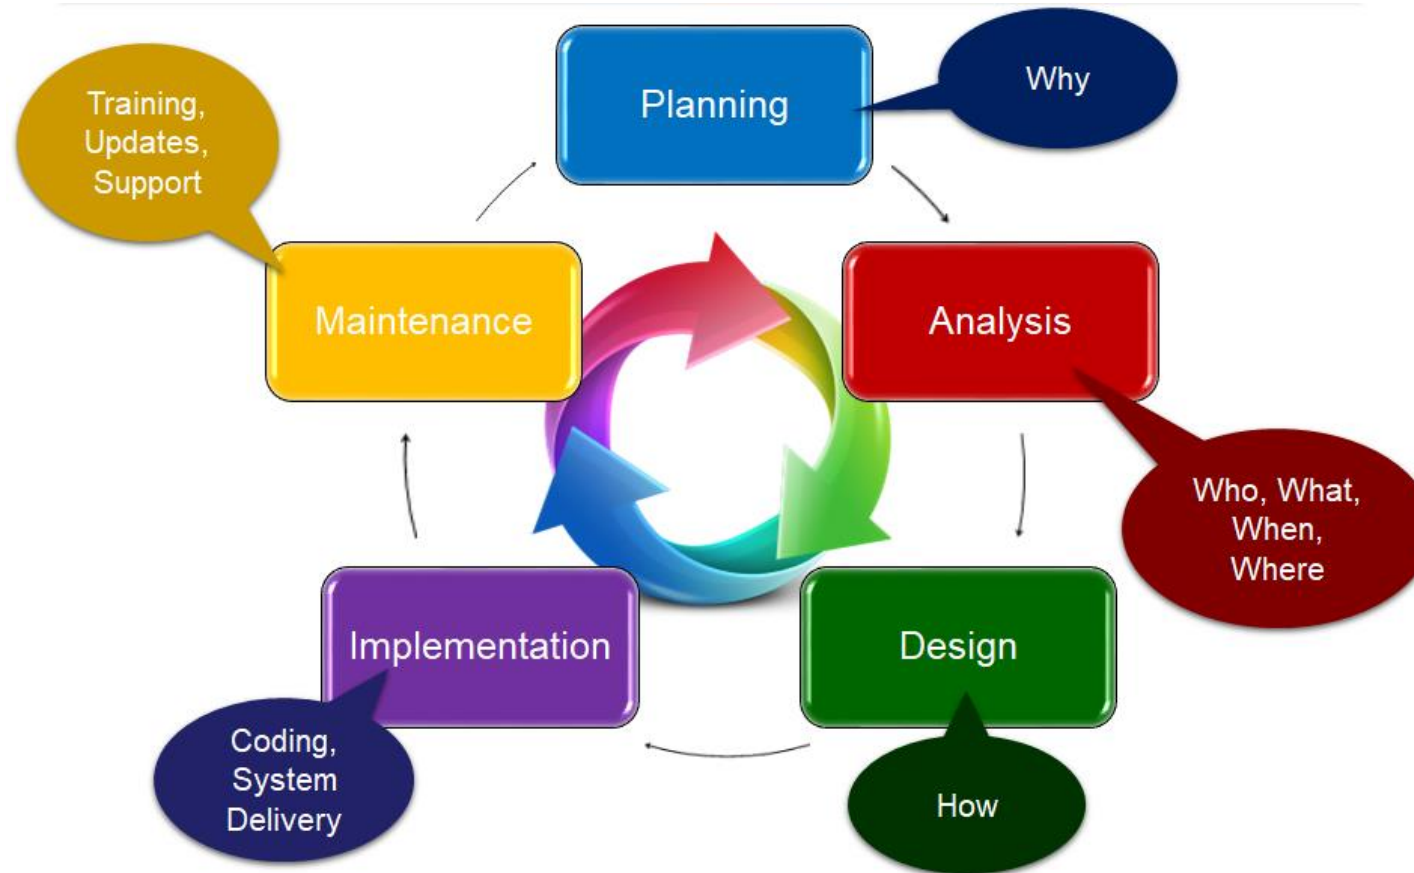 Planning
Why
Training,
Updates,
Support
Maintenance
Analysis
Who, What,
When,
Where
Implementation
Design
Coding,
System
Delivery
How